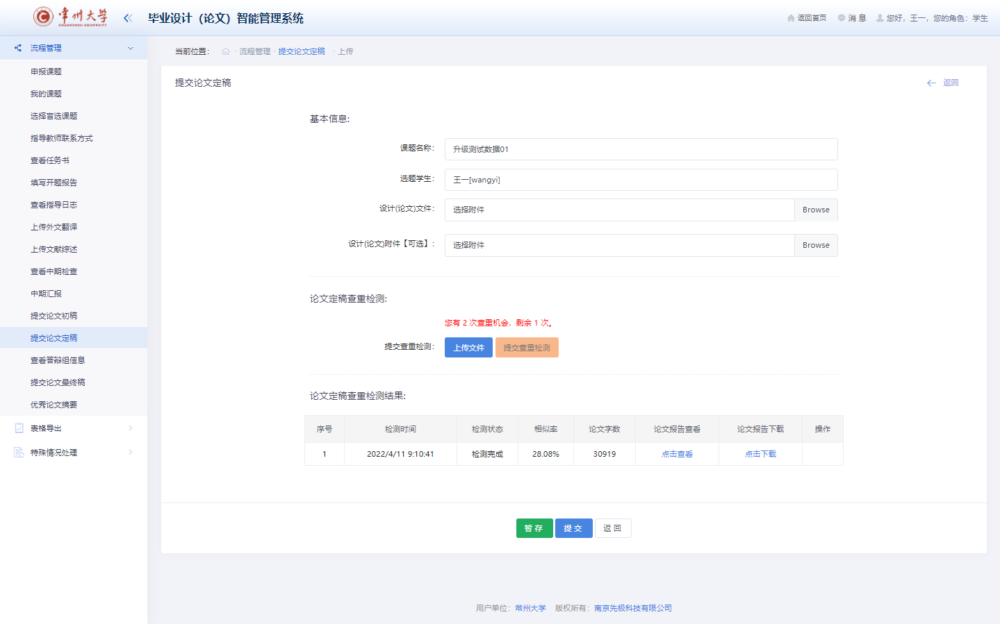 常州大学
CHANGZHOU UNIVERSITY
毕业设计（论文）智能管理系统
返回首页 消 息 您好，王一，您的角色：学生
流程管理
申报课题
我的课题
选择盲选课题
指导教师联系方式
查看任务书
填写开题报告
查看指导日志
上传外文翻译
上传文献综述
查看中期检查
中期汇报
提交论文初稿
提交论文定稿
查看答辩组信息
提交论文最终稿
优秀论文摘要
表格导出
特殊情况处理
当前位置： 流程管理 提交论文定稿 上传
提交论文定稿 返回
基本信息:
课题名称： 升级测试数据01
选题学生： 王一[wangyi]
设计(论文)文件： 选择附件 Browse
设计(论文)附件【可选】： 选择附件 Browse
论文定稿查重检测:
您有 2 次查重机会，剩余 1 次。
提交查重检测： 上传文件 提交查重检测
论文定稿查重检测结果:
序号 检测时间 检测状态 相似率 论文字数 论文报告查看 论文报告下载 操作
1 2022/4/11 9:10:41 检测完成 28.08% 30919 点击查看 点击下载
暂 存 提 交 返 回
用户单位：常州大学 版权所有：南京先极科技有限公司